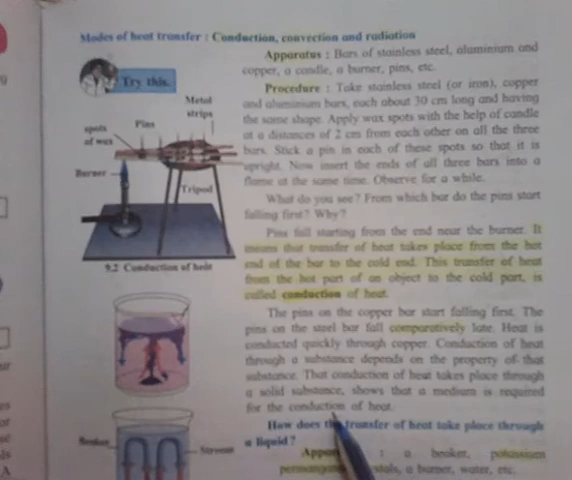 Modes of heat transfer : Conduction, convection and radiation
Try this.
Apparatus : Bars of stainless steel, aluminium and
copper, a candle, a burner, pins, etc.
Procedure : Take stainless steel (or iron), copper
and aluminium bars, each about 30 cm long and having
the same shape. Apply wax spots with the help of candle
at a distances of 2 cm from each other on all the three
bars. Stick a pin in each of these spots so that it is
upright. Now insert the ends of all three bars into a
flame at the same time. Observe for a while.
What do you see? From which bar do the pins start
falling first? Why?
Pins fall starting from the end near the burner. It
means that transfer of heat takes place from the hot
end of the bar to the cold end. This transfer of heat
from the hot part of an object to the cold part, is
called conduction of heat.
The pins on the copper bar start falling first. The
pins on the steel bar fall comparatively late. Heat is
conducted quickly through copper. Conduction of heat
through a substance depends on the property of that
substance. That conduction of heat takes place through
a solid substance, shows that a medium is required
for the conduction of heat.
How does the transfer of heat take place through
a liquid ?
: a beaker, potassium
a burner, water, etc.
Metal
strips
Pins
spots
of wax
Burner
Tripod
9.2 Conduction of heat
Beaker
Stream